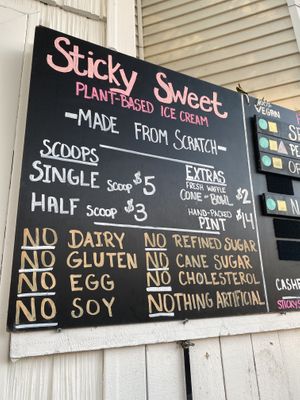 Sticky Sweet
PLANT-BASED ICE CREAM
-MADE FROM SCRATCH-
SCOOPS
SINGLE SCOOP $5
HALF SCOOP $3
EXTRAS
FRESH WAFFLE
CONE or BOWL $2
HAND-PACKED
PINT $14
NO DAIRY
NO GLUTEN
NO EGG
NO SOY
NO REFINED SUGAR
NO CANE SUGAR
NO CHOLESTEROL
NOTHING ARTIFICIAL
VEGAN